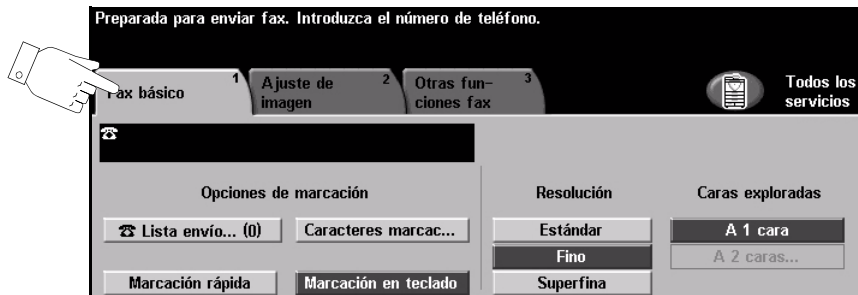 Preparada para enviar fax. Introduzca el número de teléfono.
Fax básico 1
Ajuste de imagen 2
Otras fun-
ciones fax 3
Todos los
servicios
Opciones de marcación
Resolución
Caras exploradas
Lista envío... (0)
Caracteres marcac...
Estándar
A 1 cara
Fino
A 2 caras...
Marcación rápida
Marcación en teclado
Superfina